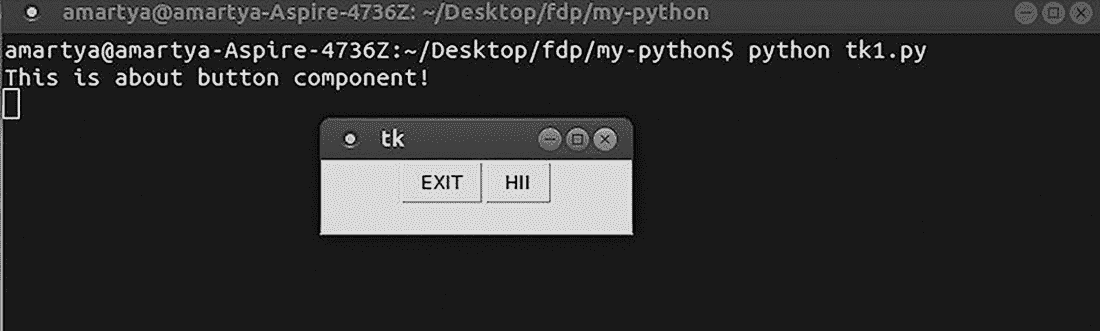 amartya@amartya-Aspire-4736Z: ~/Desktop/fdp/my-python
amartya@amartya-Aspire-4736Z:~/Desktop/fdp/my-python$ python tk1.py
This is about button component!
tk
EXIT HII